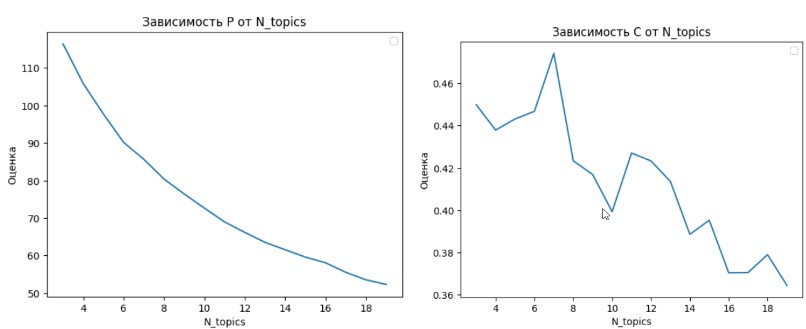 Зависимость P от N_topics
110
100
90
80
70
60
50
Оценка
4 6 8 10 12 14 16 18
N_topics
Зависимость C от N_topics
0.46
0.44
0.42
0.40
0.38
0.36
Оценка
4 6 8 10 12 14 16 18
N_topics